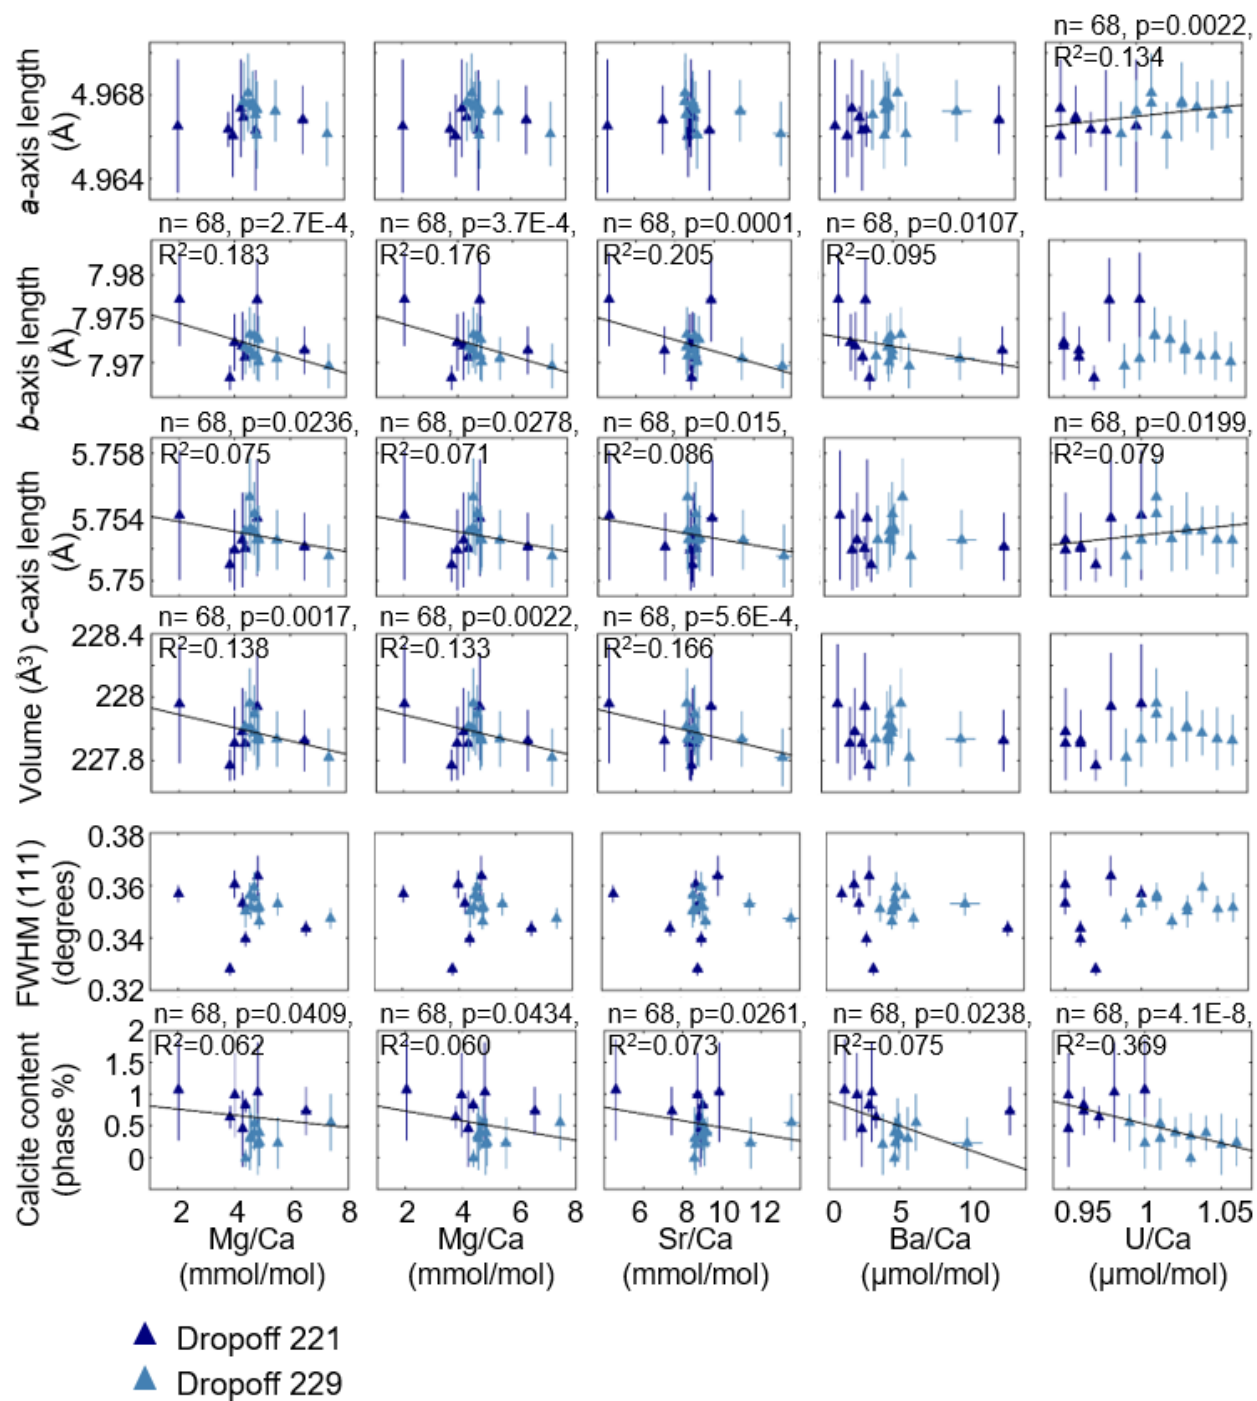 n= 68, p=0.0022,
R²=0.134
a-axis length
(Å)
4.968
4.964
n= 68, p=2.7E-4,
R²=0.183
n= 68, p=3.7E-4,
R²=0.176
n= 68, p=0.0001,
R²=0.205
n= 68, p=0.0107,
R²=0.095
b-axis length
(Å)
7.98
7.975
7.97
n= 68, p=0.0236,
R²=0.075
n= 68, p=0.0278,
R²=0.071
n= 68, p=0.015,
R²=0.086
n= 68, p=0.0199,
R²=0.079
c-axis length
(Å)
5.758
5.754
5.75
n= 68, p=0.0017,
R²=0.138
n= 68, p=0.0022,
R²=0.133
n= 68, p=5.6E-4,
R²=0.166
Volume (Å³)
228.4
228
227.8
FWHM (111)
(degrees)
0.38
0.36
0.34
0.32
n= 68, p=0.0409,
R²=0.062
n= 68, p=0.0434,
R²=0.060
n= 68, p=0.0261,
R²=0.073
n= 68, p=0.0238,
R²=0.075
n= 68, p=4.1E-8,
R²=0.369
Calcite content
(phase %)
2
1.5
1
0.5
0
2 4 6 8
Mg/Ca
(mmol/mol)
2 4 6 8
Mg/Ca
(mmol/mol)
6 8 10 12
Sr/Ca
(mmol/mol)
0 5 10
Ba/Ca
(μmol/mol)
0.95 1 1.05
U/Ca
(μmol/mol)
Dropoff 221
Dropoff 229